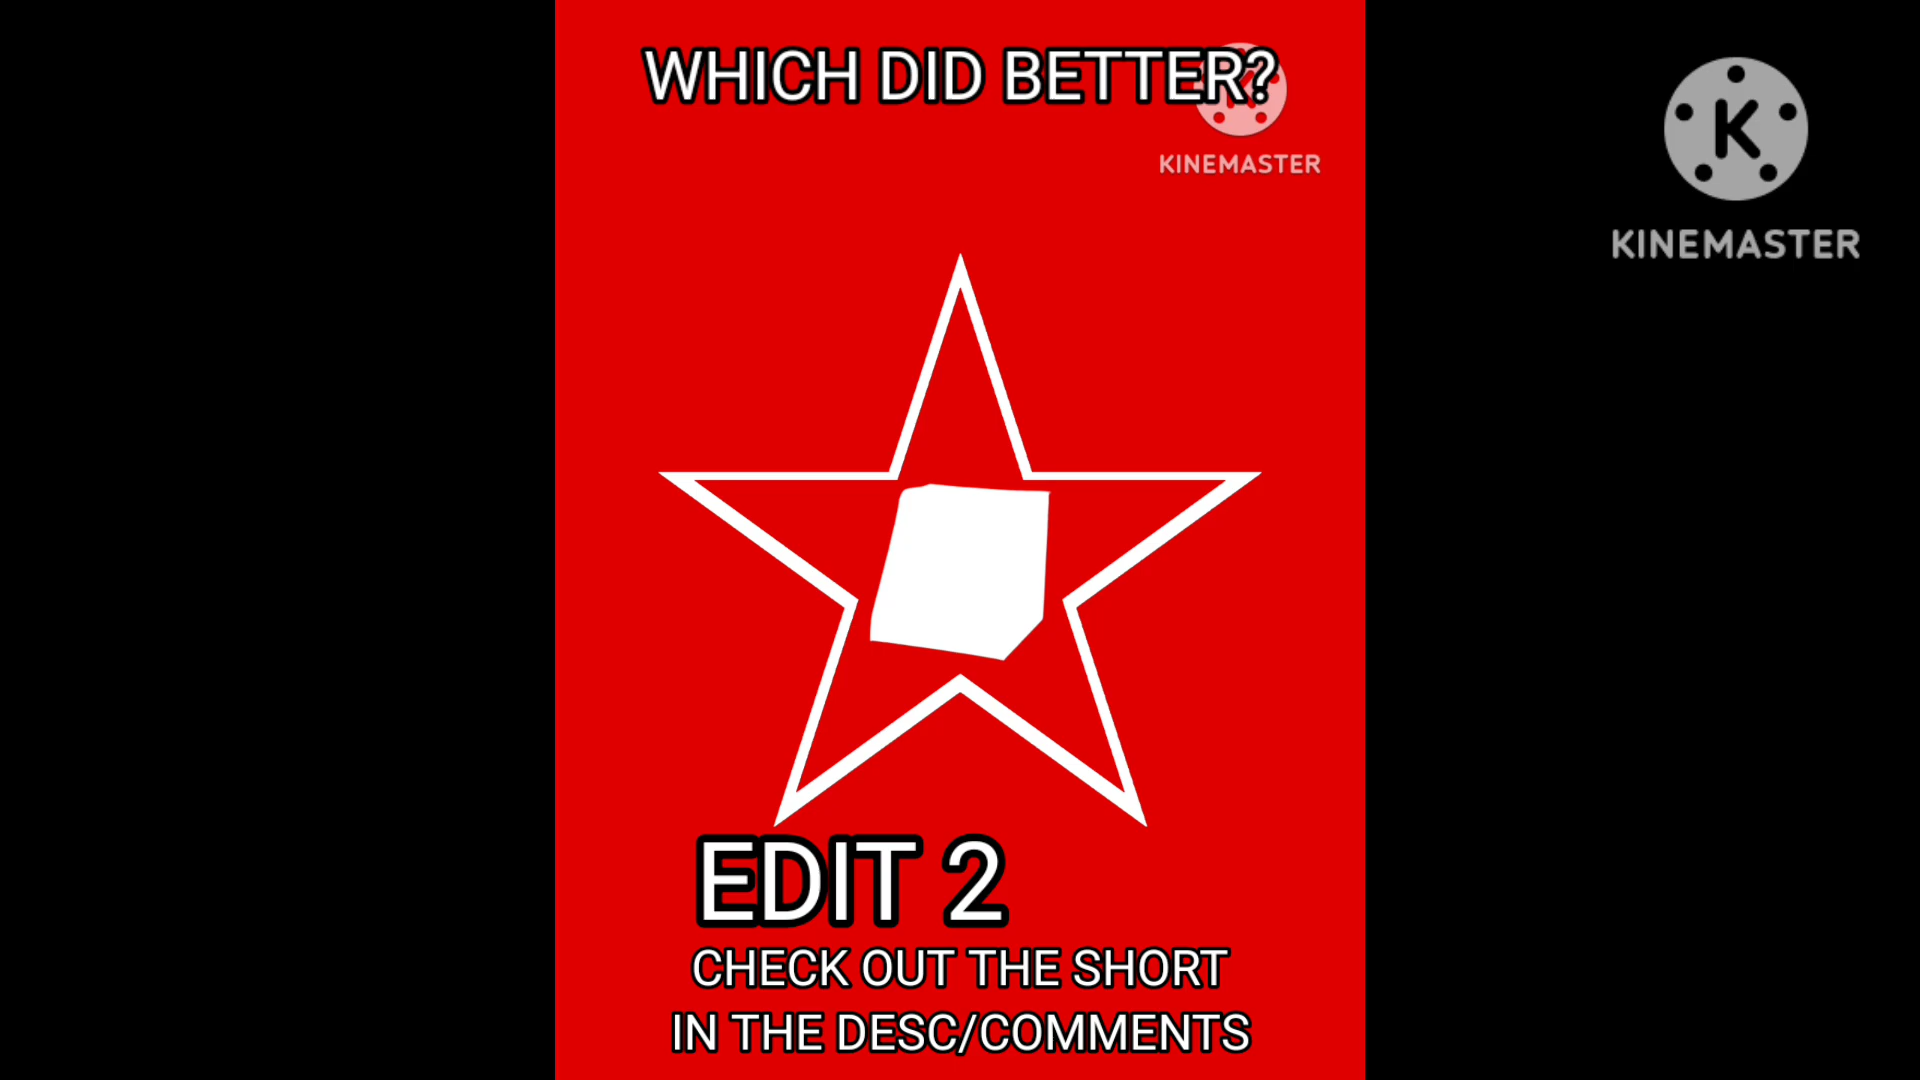 WHICH DID BETTER?
K
KINEMASTER
K
KINEMASTER
EDIT 2
CHECK OUT THE SHORT
IN THE DESC/COMMENTS